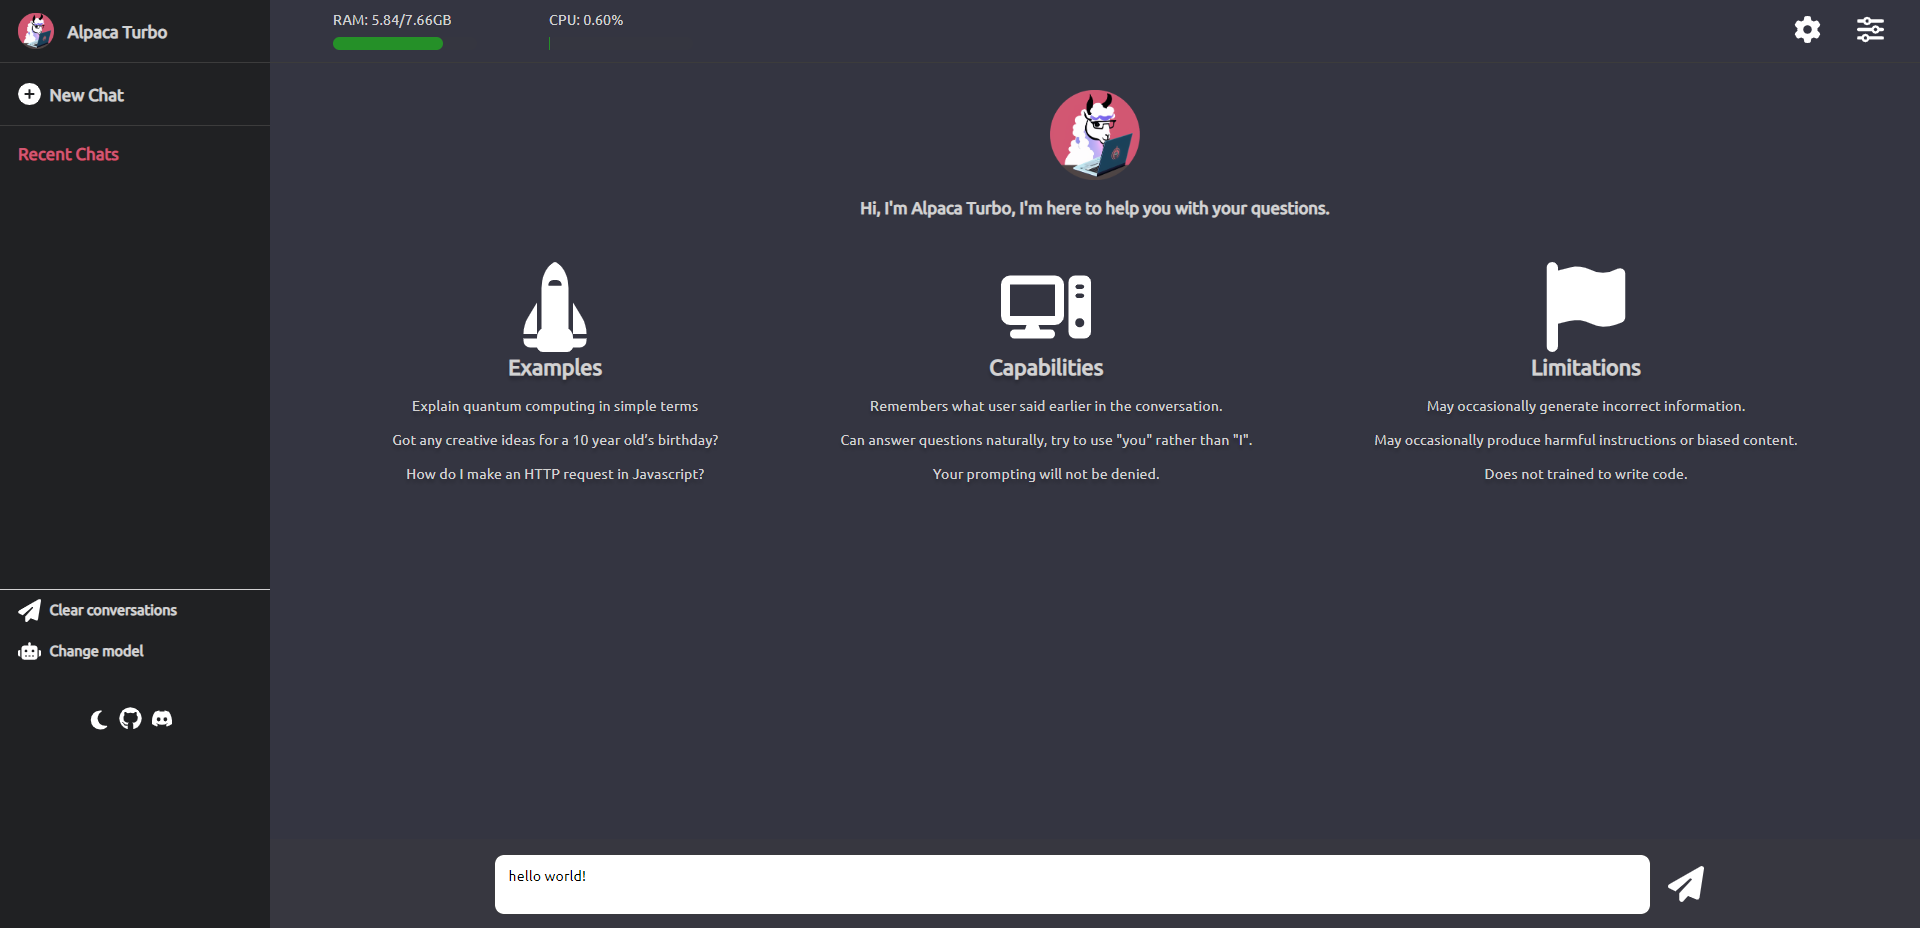 Alpaca Turbo
RAM: 5.84/7.66GB
CPU: 0.60%
New Chat
Recent Chats
Hi, I'm Alpaca Turbo, I'm here to help you with your questions.
Examples
Explain quantum computing in simple terms
Got any creative ideas for a 10 year old’s birthday?
How do I make an HTTP request in Javascript?
Capabilities
Remembers what user said earlier in the conversation.
Can answer questions naturally, try to use "you" rather than "I".
Your prompting will not be denied.
Limitations
May occasionally generate incorrect information.
May occasionally produce harmful instructions or biased content.
Does not trained to write code.
Clear conversations
Change model
hello world!